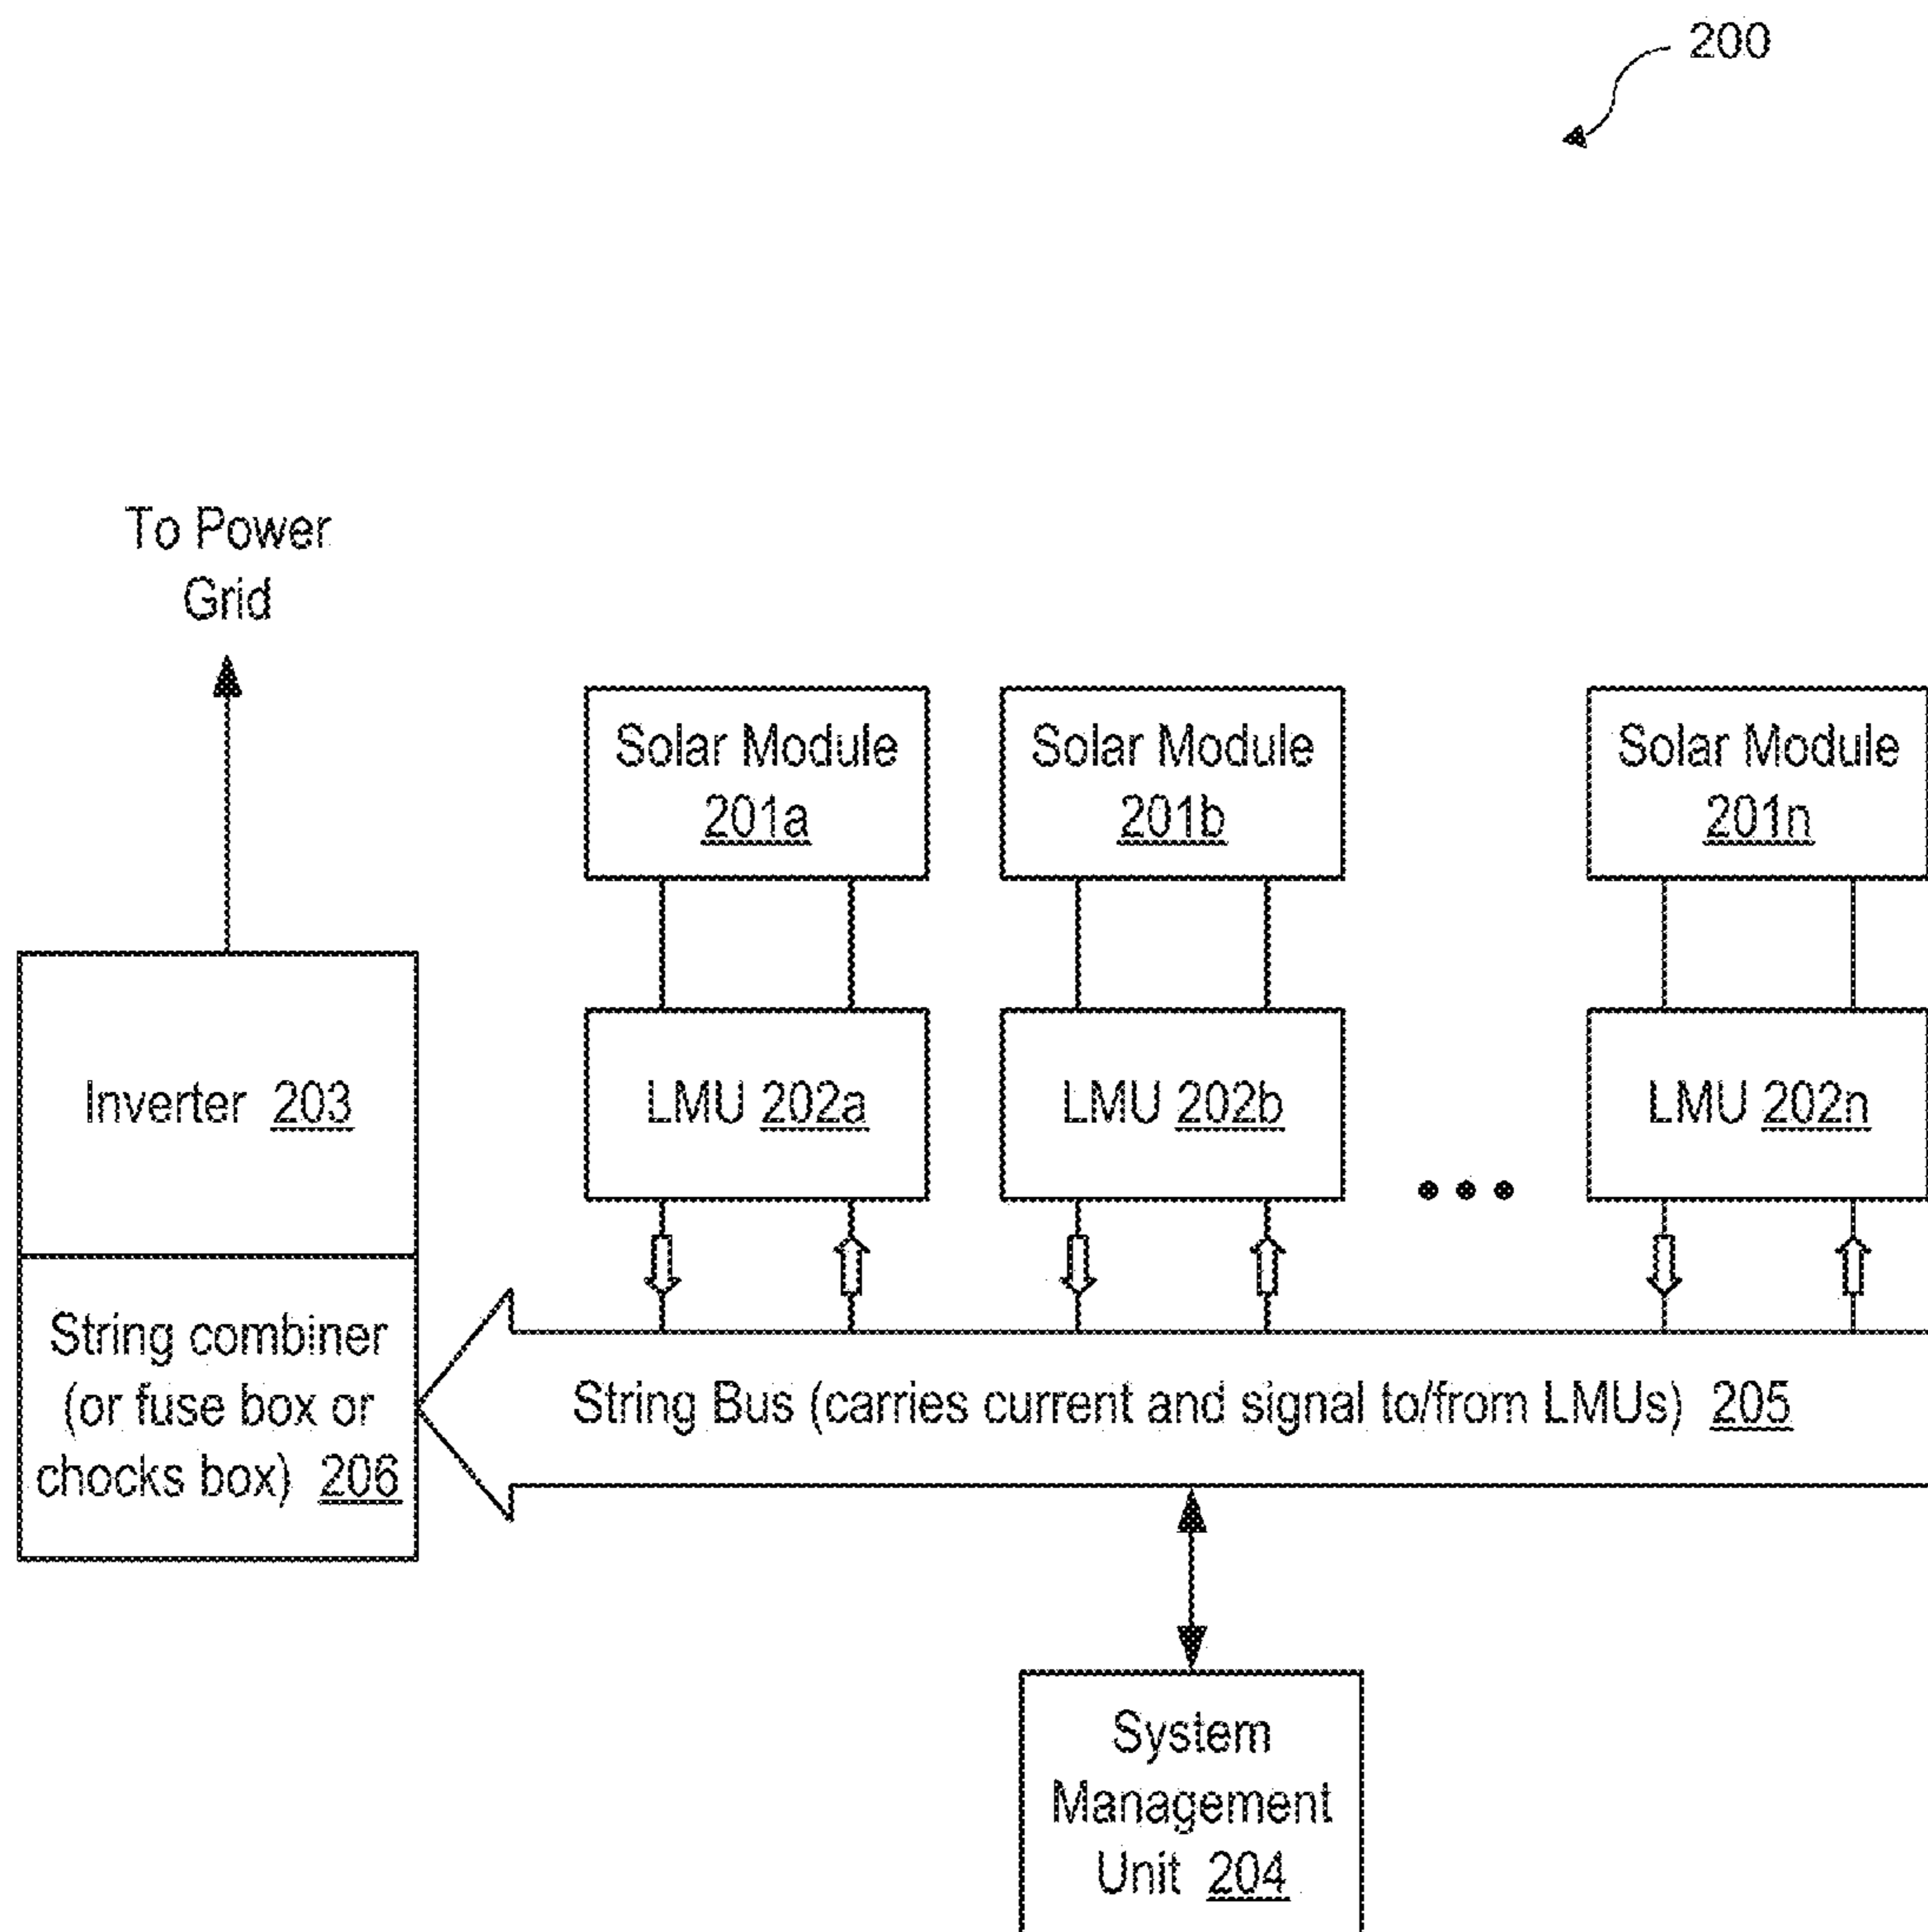 200
To Power
Grid
Solar Module
201a
Solar Module
201b
Solar Module
201n
Inverter 203
LMU 202a
LMU 202b
LMU 202n
String combiner
(or fuse box or
chocks box) 206
String Bus (carries current and signal to/from LMUs) 205
System
Management
Unit 204